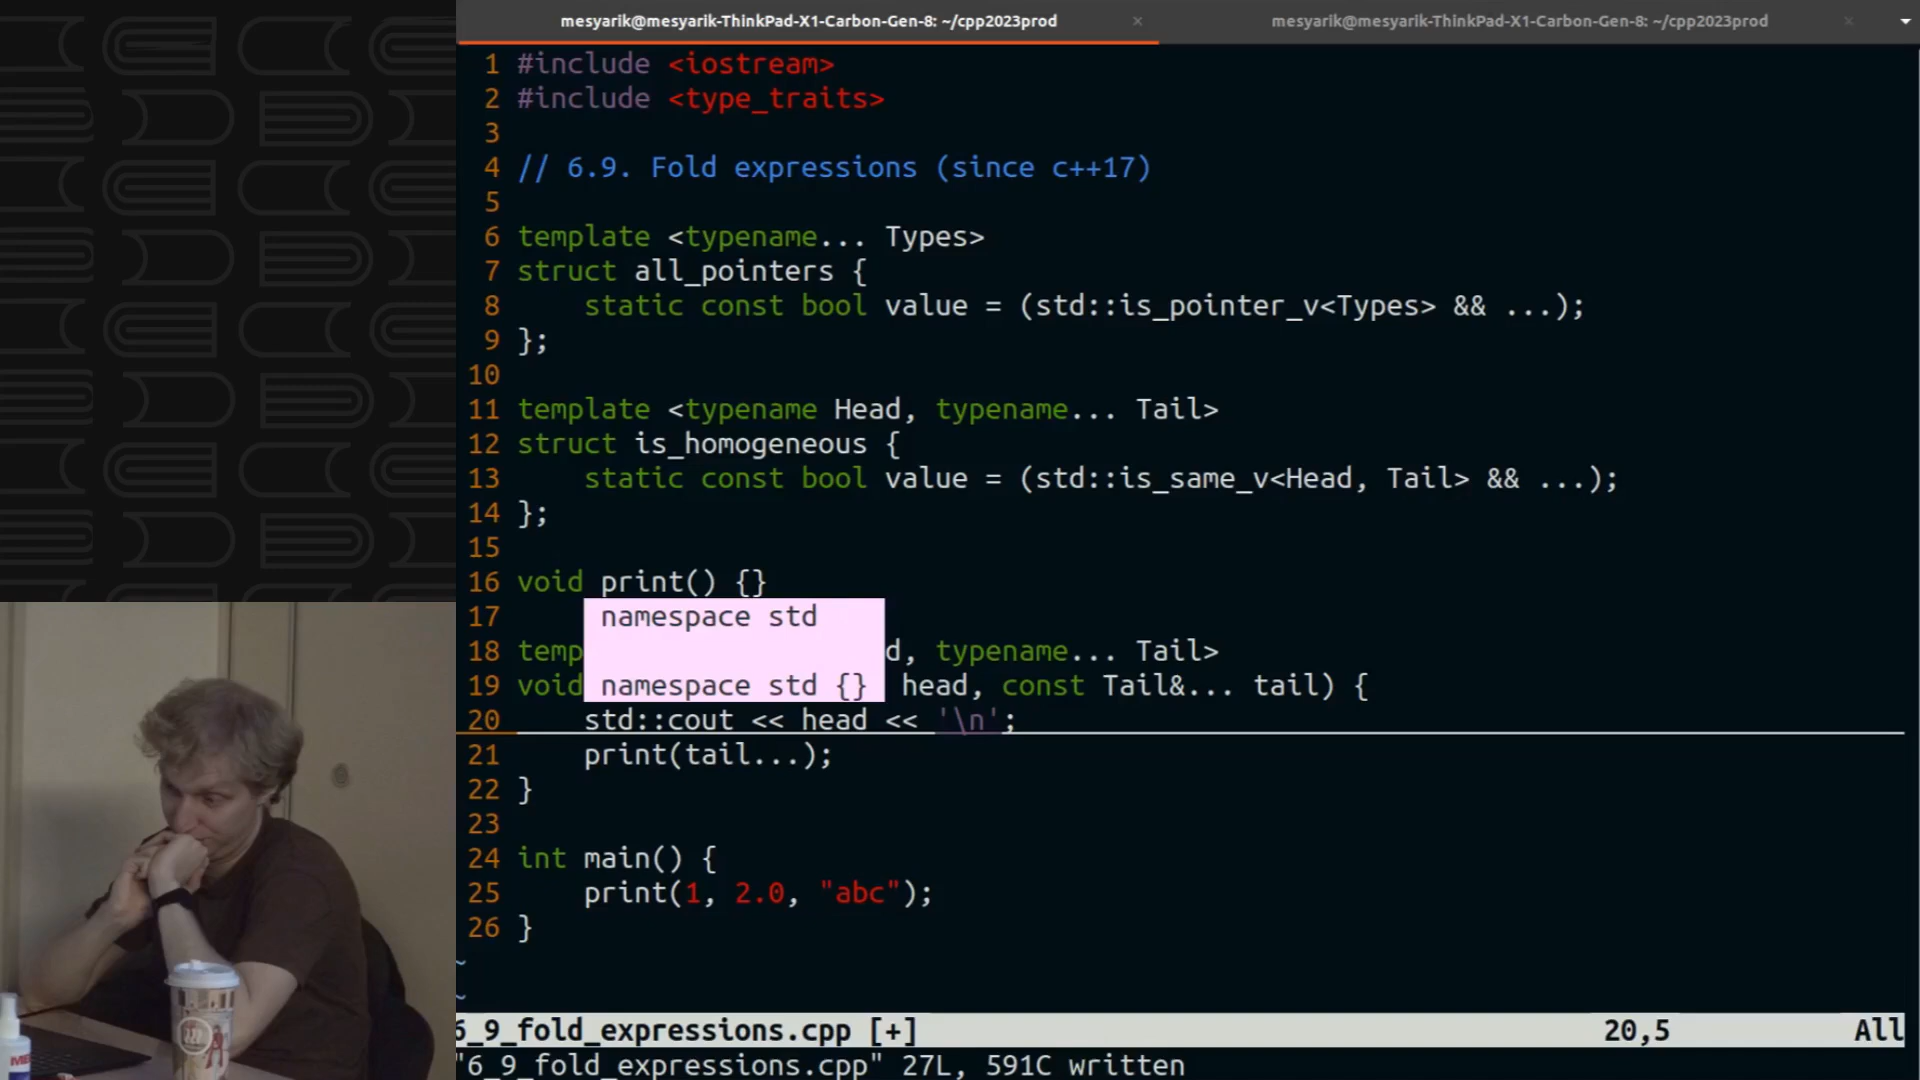 mesyarik@mesyarik-ThinkPad-X1-Carbon-Gen-8: ~/cpp2023prod × mesyarik@mesyarik-ThinkPad-X1-Carbon-Gen-8: ~/cpp2023prod ×
1 #include <iostream>
2 #include <type_traits>
3
4 // 6.9. Fold expressions (since c++17)
5
6 template <typename... Types>
7 struct all_pointers {
8 static const bool value = (std::is_pointer_v<Types> && ...);
9 };
10
11 template <typename Head, typename... Tail>
12 struct is_homogeneous {
13 static const bool value = (std::is_same_v<Head, Tail> && ...);
14 };
15
16 void print() {}
17 namespace std
18 temp d, typename... Tail>
19 void namespace std {} head, const Tail&... tail) {
20 std::cout << head << '\n';
21 print(tail...);
22 }
23
24 int main() {
25 print(1, 2.0, "abc");
26 }
~
~
6_9_fold_expressions.cpp [+] 20,5 All
"6_9_fold_expressions.cpp" 27L, 591C written